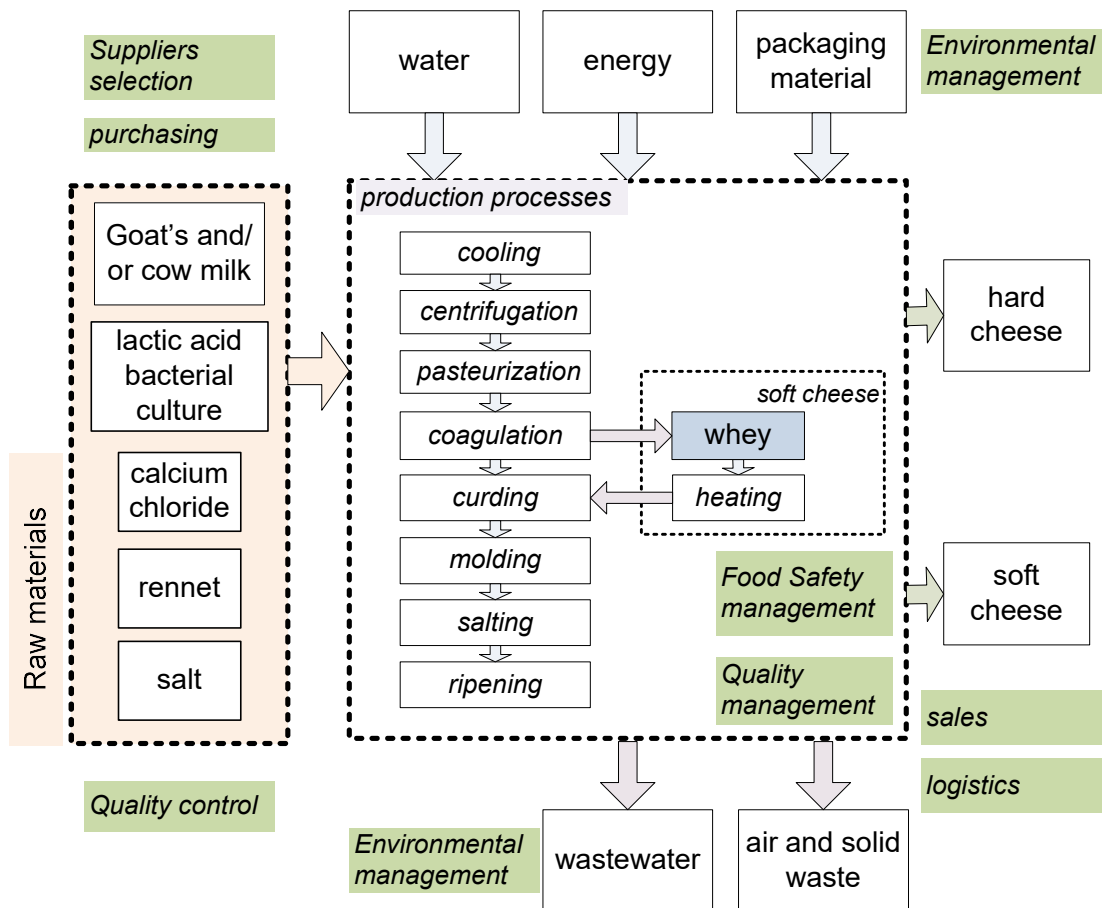 Suppliers
selection
purchasing
water
energy
packaging
material
Environmental
management
Raw materials
Goat's and/
or cow milk
lactic acid
bacterial
culture
calcium
chloride
rennet
salt
Quality control
production processes
cooling
centrifugation
pasteurization
coagulation
curding
molding
salting
ripening
soft cheese
whey
heating
Food Safety
management
Quality
management
hard
cheese
soft
cheese
sales
logistics
Environmental
management
wastewater
air and solid
waste